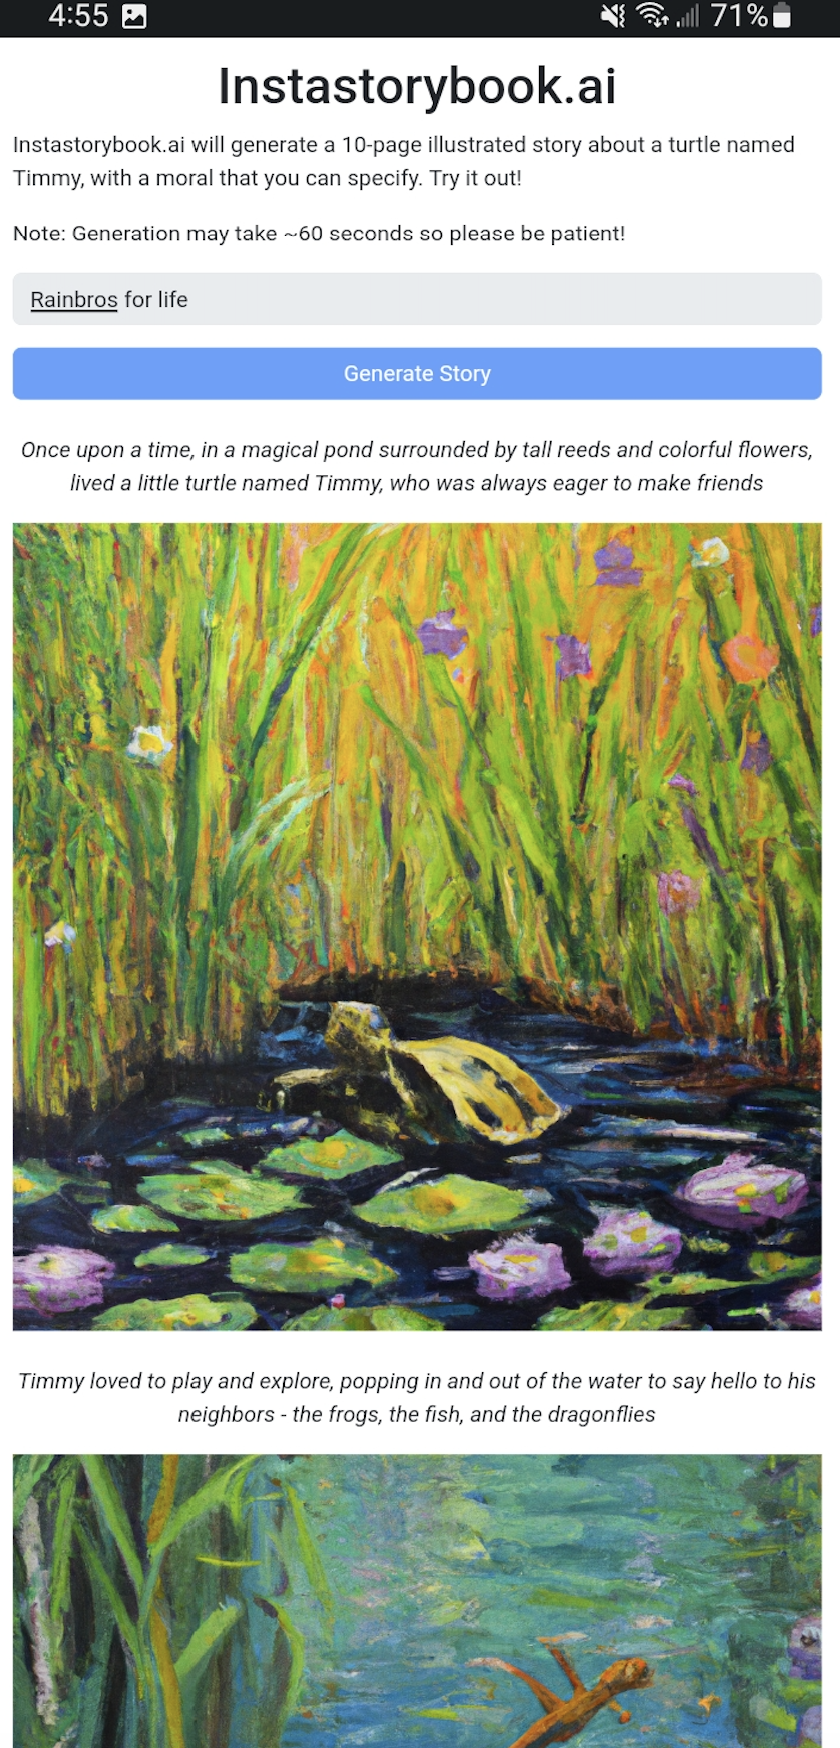 4:55 71%
Instastorybook.ai
Instastorybook.ai will generate a 10-page illustrated story about a turtle named
Timmy, with a moral that you can specify. Try it out!
Note: Generation may take ~60 seconds so please be patient!
Rainbros for life
Generate Story
Once upon a time, in a magical pond surrounded by tall reeds and colorful flowers,
lived a little turtle named Timmy, who was always eager to make friends
Timmy loved to play and explore, popping in and out of the water to say hello to his
neighbors - the frogs, the fish, and the dragonflies